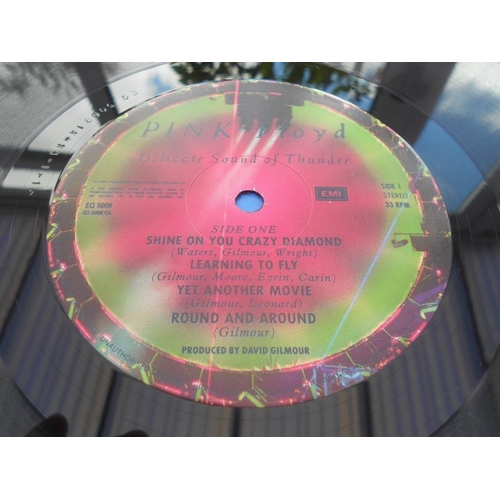 PINK Floyd
Delicate Sound of Thunder
EMI
SIDE 1
STEREO
33 RPM
EQ 5009
SIDE ONE
SHINE ON YOU CRAZY DIAMOND
(Waters, Gilmour, Wright)
LEARNING TO FLY
(Gilmour, Moore, Ezrin, Carin)
YET ANOTHER MOVIE
(Gilmour, Leonard)
ROUND AND AROUND
(Gilmour)
PRODUCED BY DAVID GILMOUR